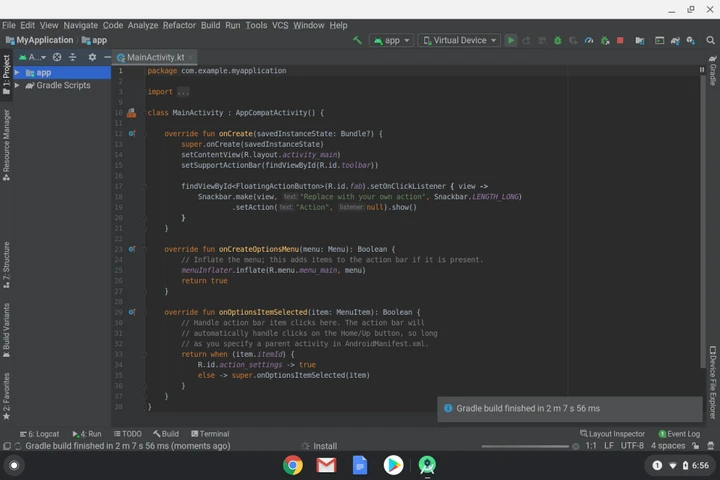 File Edit View Navigate Code Analyze Refactor Build Run Tools VCS Window Help
MyApplication app
app Virtual Device
A...
MainActivity.kt
1: Project
Resource Manager
7: Structure
Build Variants
2: Favorites
app
Gradle Scripts
1 package com.example.myapplication
2
3 import ...
9
10 class MainActivity : AppCompatActivity() {
11
12 override fun onCreate(savedInstanceState: Bundle?) {
13 super.onCreate(savedInstanceState)
14 setContentView(R.layout.activity_main)
15 setSupportActionBar(findViewById(R.id.toolbar))
16
17 findViewById<FloatingActionButton>(R.id.fab).setOnClickListener { view ->
18 Snackbar.make(view, text: "Replace with your own action", Snackbar.LENGTH_LONG)
19 .setAction(text: "Action", listener: null).show()
20 }
21 }
22
23 override fun onCreateOptionsMenu(menu: Menu): Boolean {
24 // Inflate the menu; this adds items to the action bar if it is present.
25 menuInflater.inflate(R.menu.menu_main, menu)
26 return true
27 }
28
29 override fun onOptionsItemSelected(item: MenuItem): Boolean {
30 // Handle action bar item clicks here. The action bar will
31 // automatically handle clicks on the Home/Up button, so long
32 // as you specify a parent activity in AndroidManifest.xml.
33 return when (item.itemId) {
34 R.id.action_settings -> true
35 else -> super.onOptionsItemSelected(item)
36 }
37 }
38 }
Gradle
Device File Explorer
Gradle build finished in 2 m 7 s 56 ms
6: Logcat 4: Run TODO Build Terminal Layout Inspector 1 Event Log
Gradle build finished in 2 m 7 s 56 ms (moments ago) Install 1:1 LF UTF-8 4 spaces
1 6:56